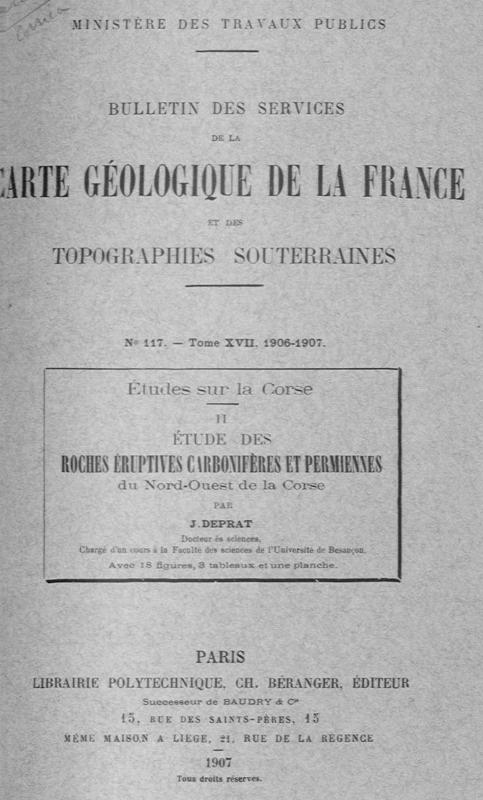 Corsica
MINISTÈRE DES TRAVAUX PUBLICS
BULLETIN DES SERVICES
DE LA
CARTE GÉOLOGIQUE DE LA FRANCE
ET DES
TOPOGRAPHIES SOUTERRAINES
No 117. — Tome XVII, 1906-1907.
Études sur la Corse
II
ÉTUDE DES
ROCHES ÉRUPTIVES CARBONIFÈRES ET PERMIENNES
du Nord-Ouest de la Corse
PAR
J. DEPRAT
Docteur ès sciences,
Chargé d'un cours à la Faculté des sciences de l'Université de Besançon.
Avec 18 figures, 3 tableaux et une planche.
PARIS
LIBRAIRIE POLYTECHNIQUE, CH. BÉRANGER, ÉDITEUR
Successeur de BAUDRY & Cie
15, RUE DES SAINTS-PÈRES, 15
MÊME MAISON A LIÈGE, 21, RUE DE LA RÉGENCE
1907
Tous droits réservés.